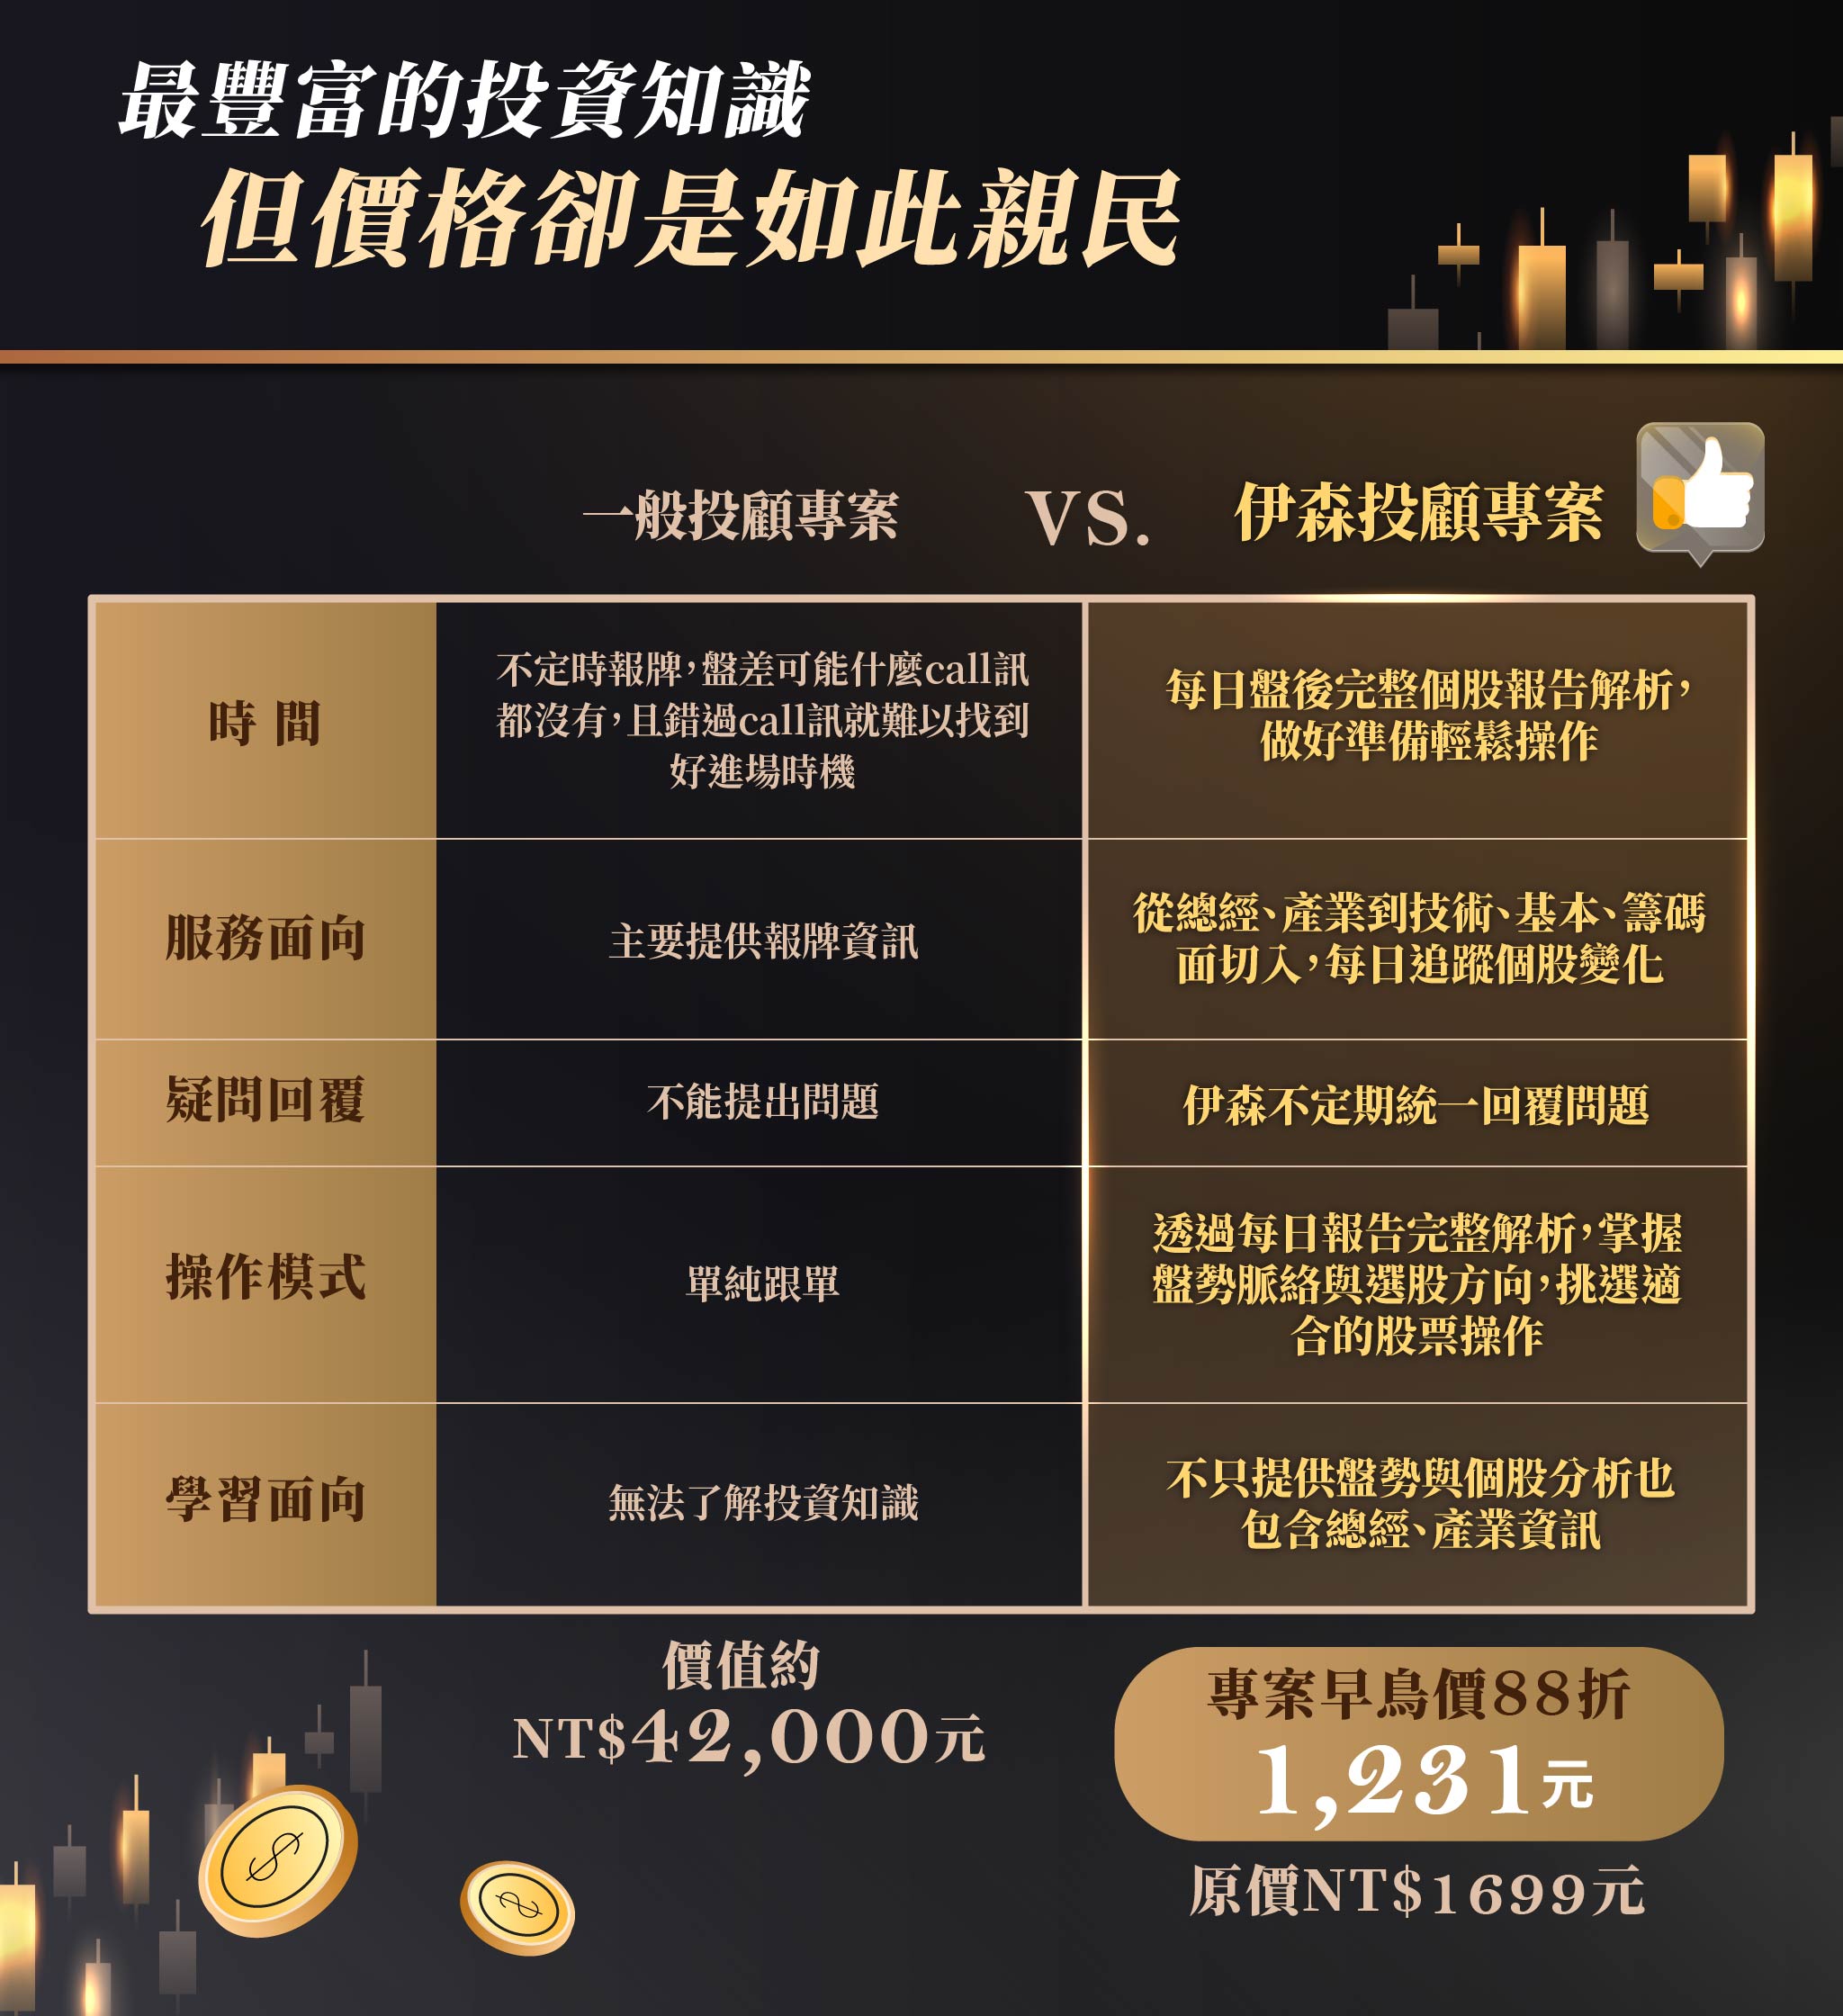 最豐富的投資知識
但價格卻是如此親民
一般投顧專案
VS.
伊森投顧專案
時間
不定時報牌，盤差可能什麼call訊
都沒有，且錯過call訊就難以找到
好進場時機
每日盤後完整個股報告解析，
做好準備輕鬆操作
服務面向
主要提供報牌資訊
從總經、產業到技術、基本、籌碼
面切入，每日追蹤個股變化
疑問回覆
不能提出問題
伊森不定期統一回覆問題
操作模式
單純跟單
透過每日報告完整解析，掌握
盤勢脈絡與選股方向，挑選適
合的股票操作
學習面向
無法了解投資知識
不只提供盤勢與個股分析也
包含總經、產業資訊
價值約
NT$42,000元
專案早鳥價88折
1,231元
原價NT$1699元